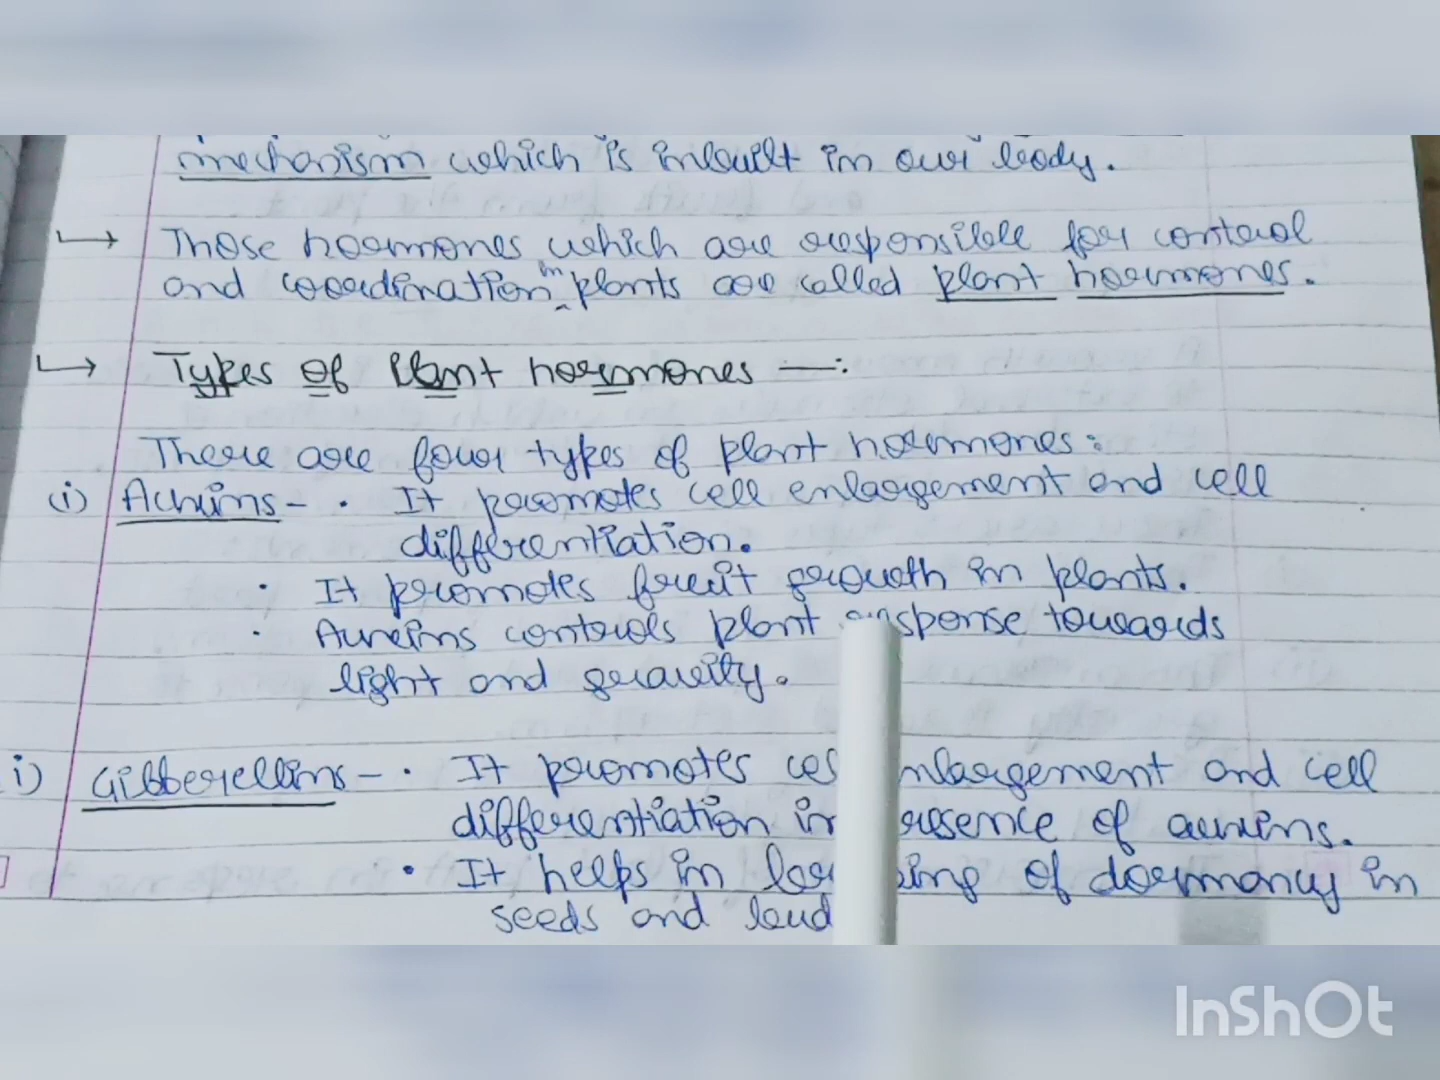 mechanism which is inbuilt in our body.
Those hormones which are responsible for control
and coordination in plants are called plant hormones.
Types of Plant hormones —:
There are four types of plant hormones:
(i) Auxins - • It promotes cell enlargement and cell
differentiation.
• It promotes fruit growth in plants.
• Auxins controls plant response towards
light and gravity.
i) Gibberellins - • It promotes enlargement and cell
differentiation in presence of auxins.
• It helps in of dormancy in
seeds and bud
InShOt